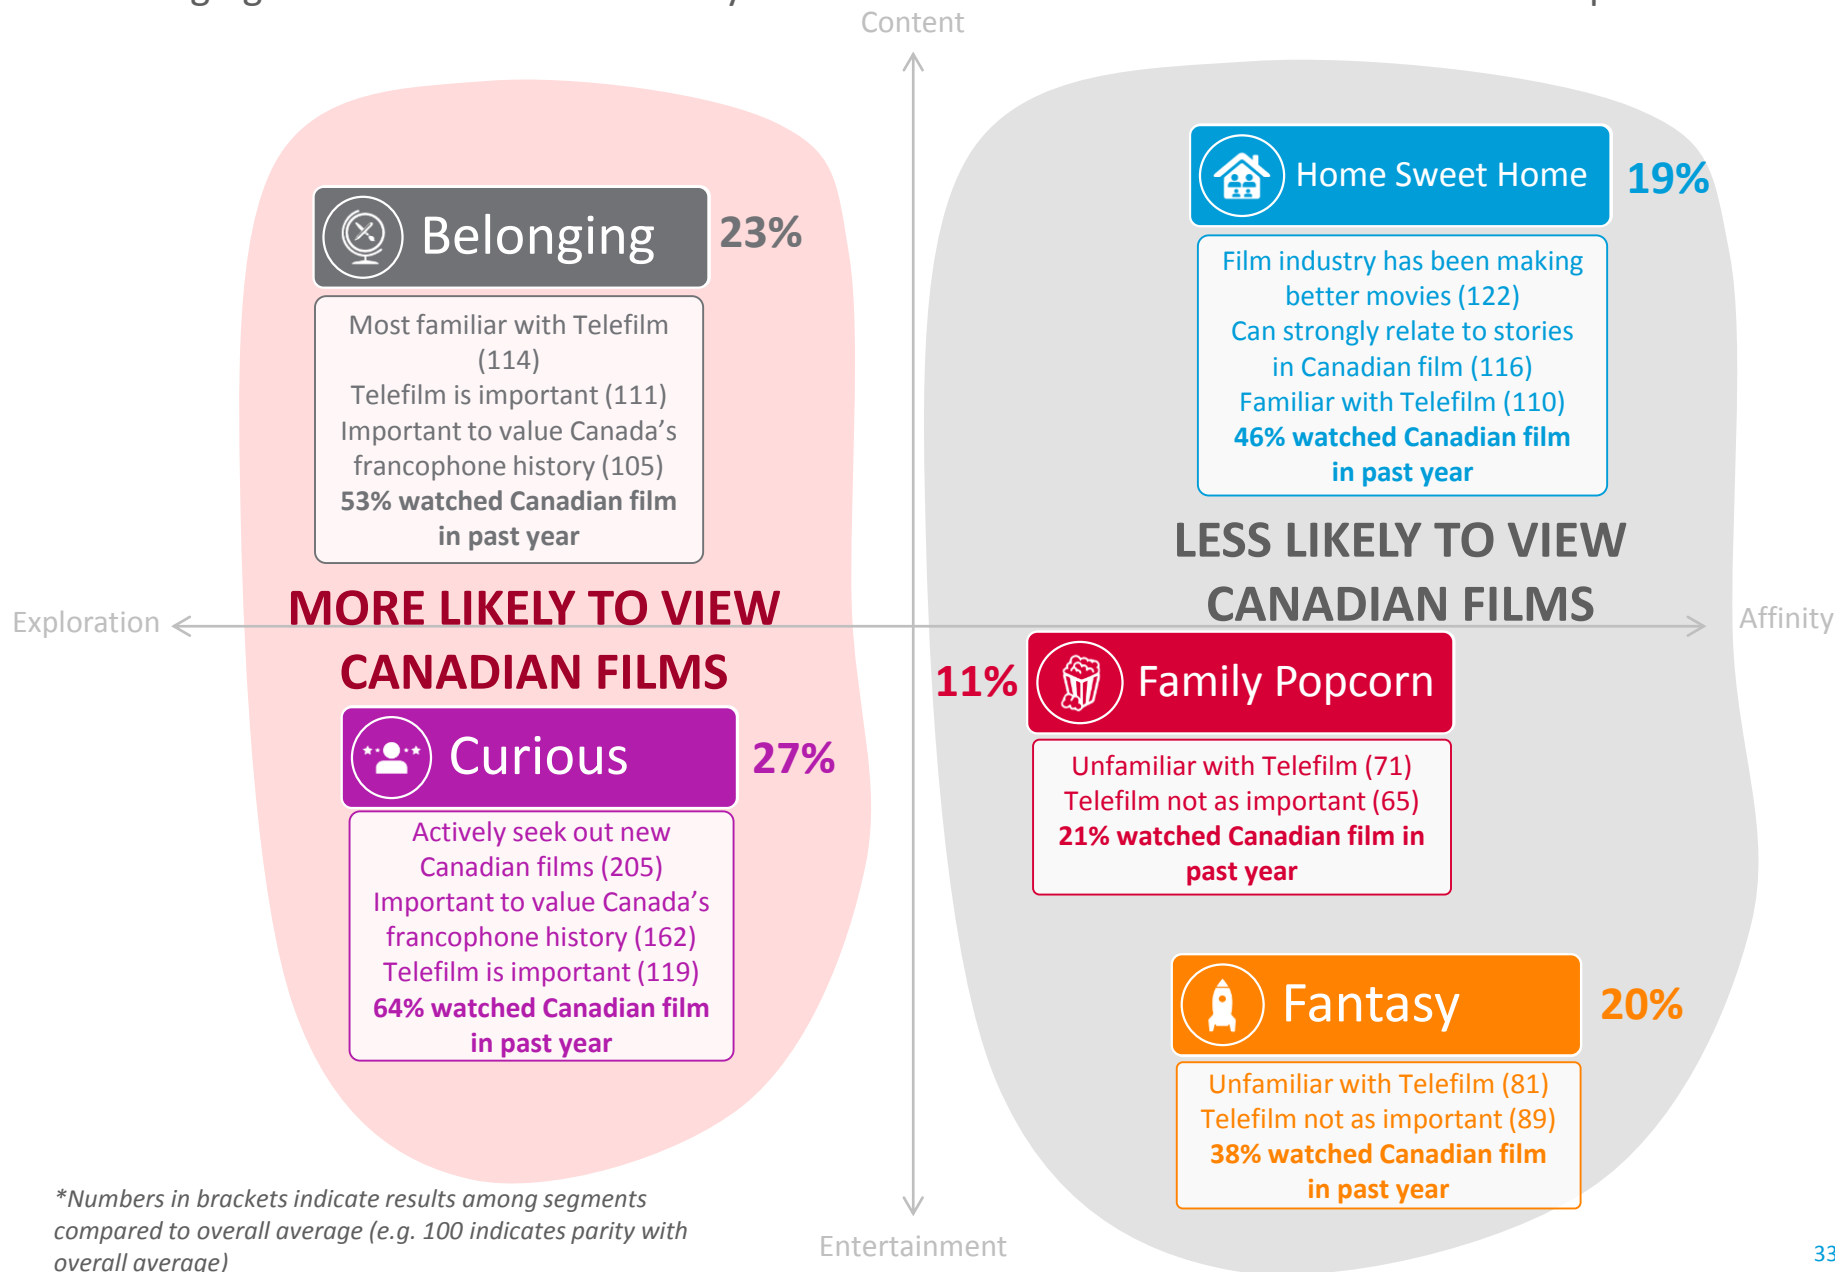 Content
Belonging
23%
Most familiar with Telefilm
(114)
Telefilm is important (111)
Important to value Canada's
francophone history (105)
53% watched Canadian film
in past year
Home Sweet Home
19%
Film industry has been making
better movies (122)
Can strongly relate to stories
in Canadian film (116)
Familiar with Telefilm (110)
46% watched Canadian film
in past year
MORE LIKELY TO VIEW
CANADIAN FILMS
LESS LIKELY TO VIEW
CANADIAN FILMS
Exploration
Affinity
Curious
27%
Actively seek out new
Canadian films (205)
Important to value Canada's
francophone history (162)
Telefilm is important (119)
64% watched Canadian film
in past year
11%
Family Popcorn
Unfamiliar with Telefilm (71)
Telefilm not as important (65)
21% watched Canadian film in
past year
Fantasy
20%
Unfamiliar with Telefilm (81)
Telefilm not as important (89)
38% watched Canadian film
in past year
*Numbers in brackets indicate results among segments
compared to overall average (e.g. 100 indicates parity with
overall average)
Entertainment
33